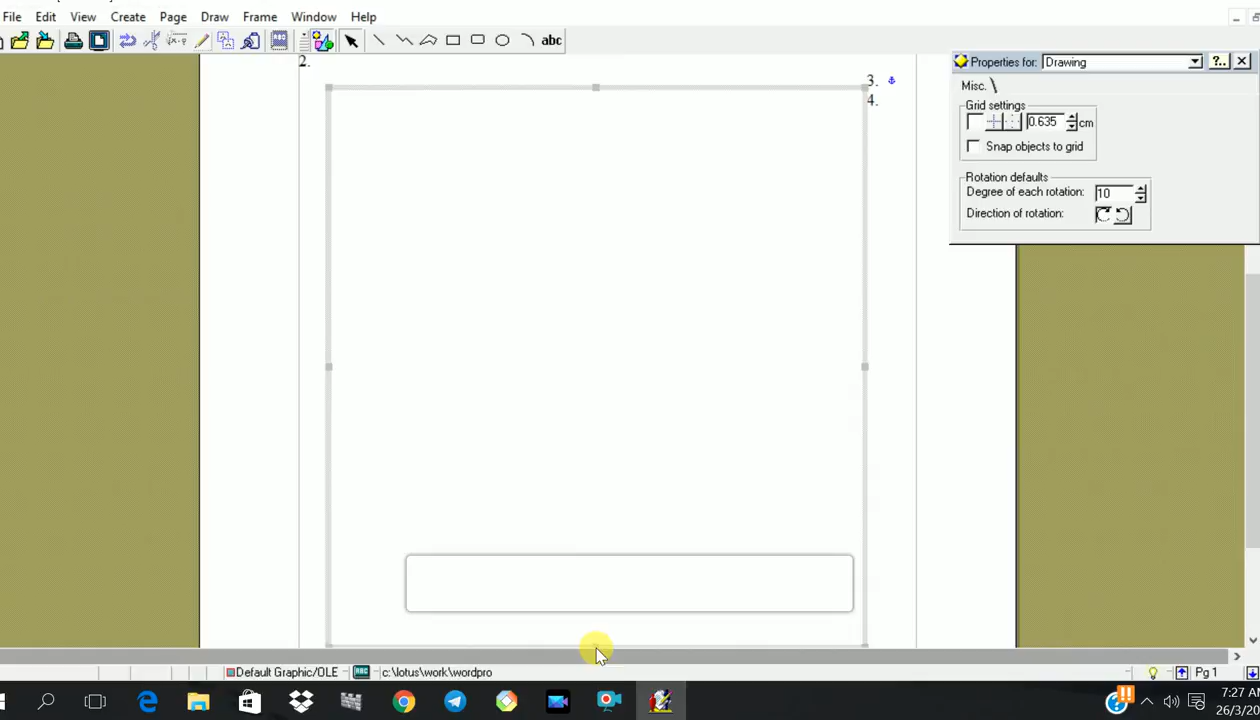 File Edit View Create Page Draw Frame Window Help
abc
2.
3.
4.
Properties for: Drawing ?..
Misc.
Grid settings
0.635 cm
Snap objects to grid
Rotation defaults
Degree of each rotation: 10
Direction of rotation:
Default Graphic/OLE ABC c:\lotus\work\wordpro Pg 1
7:27 AM
26/3/20